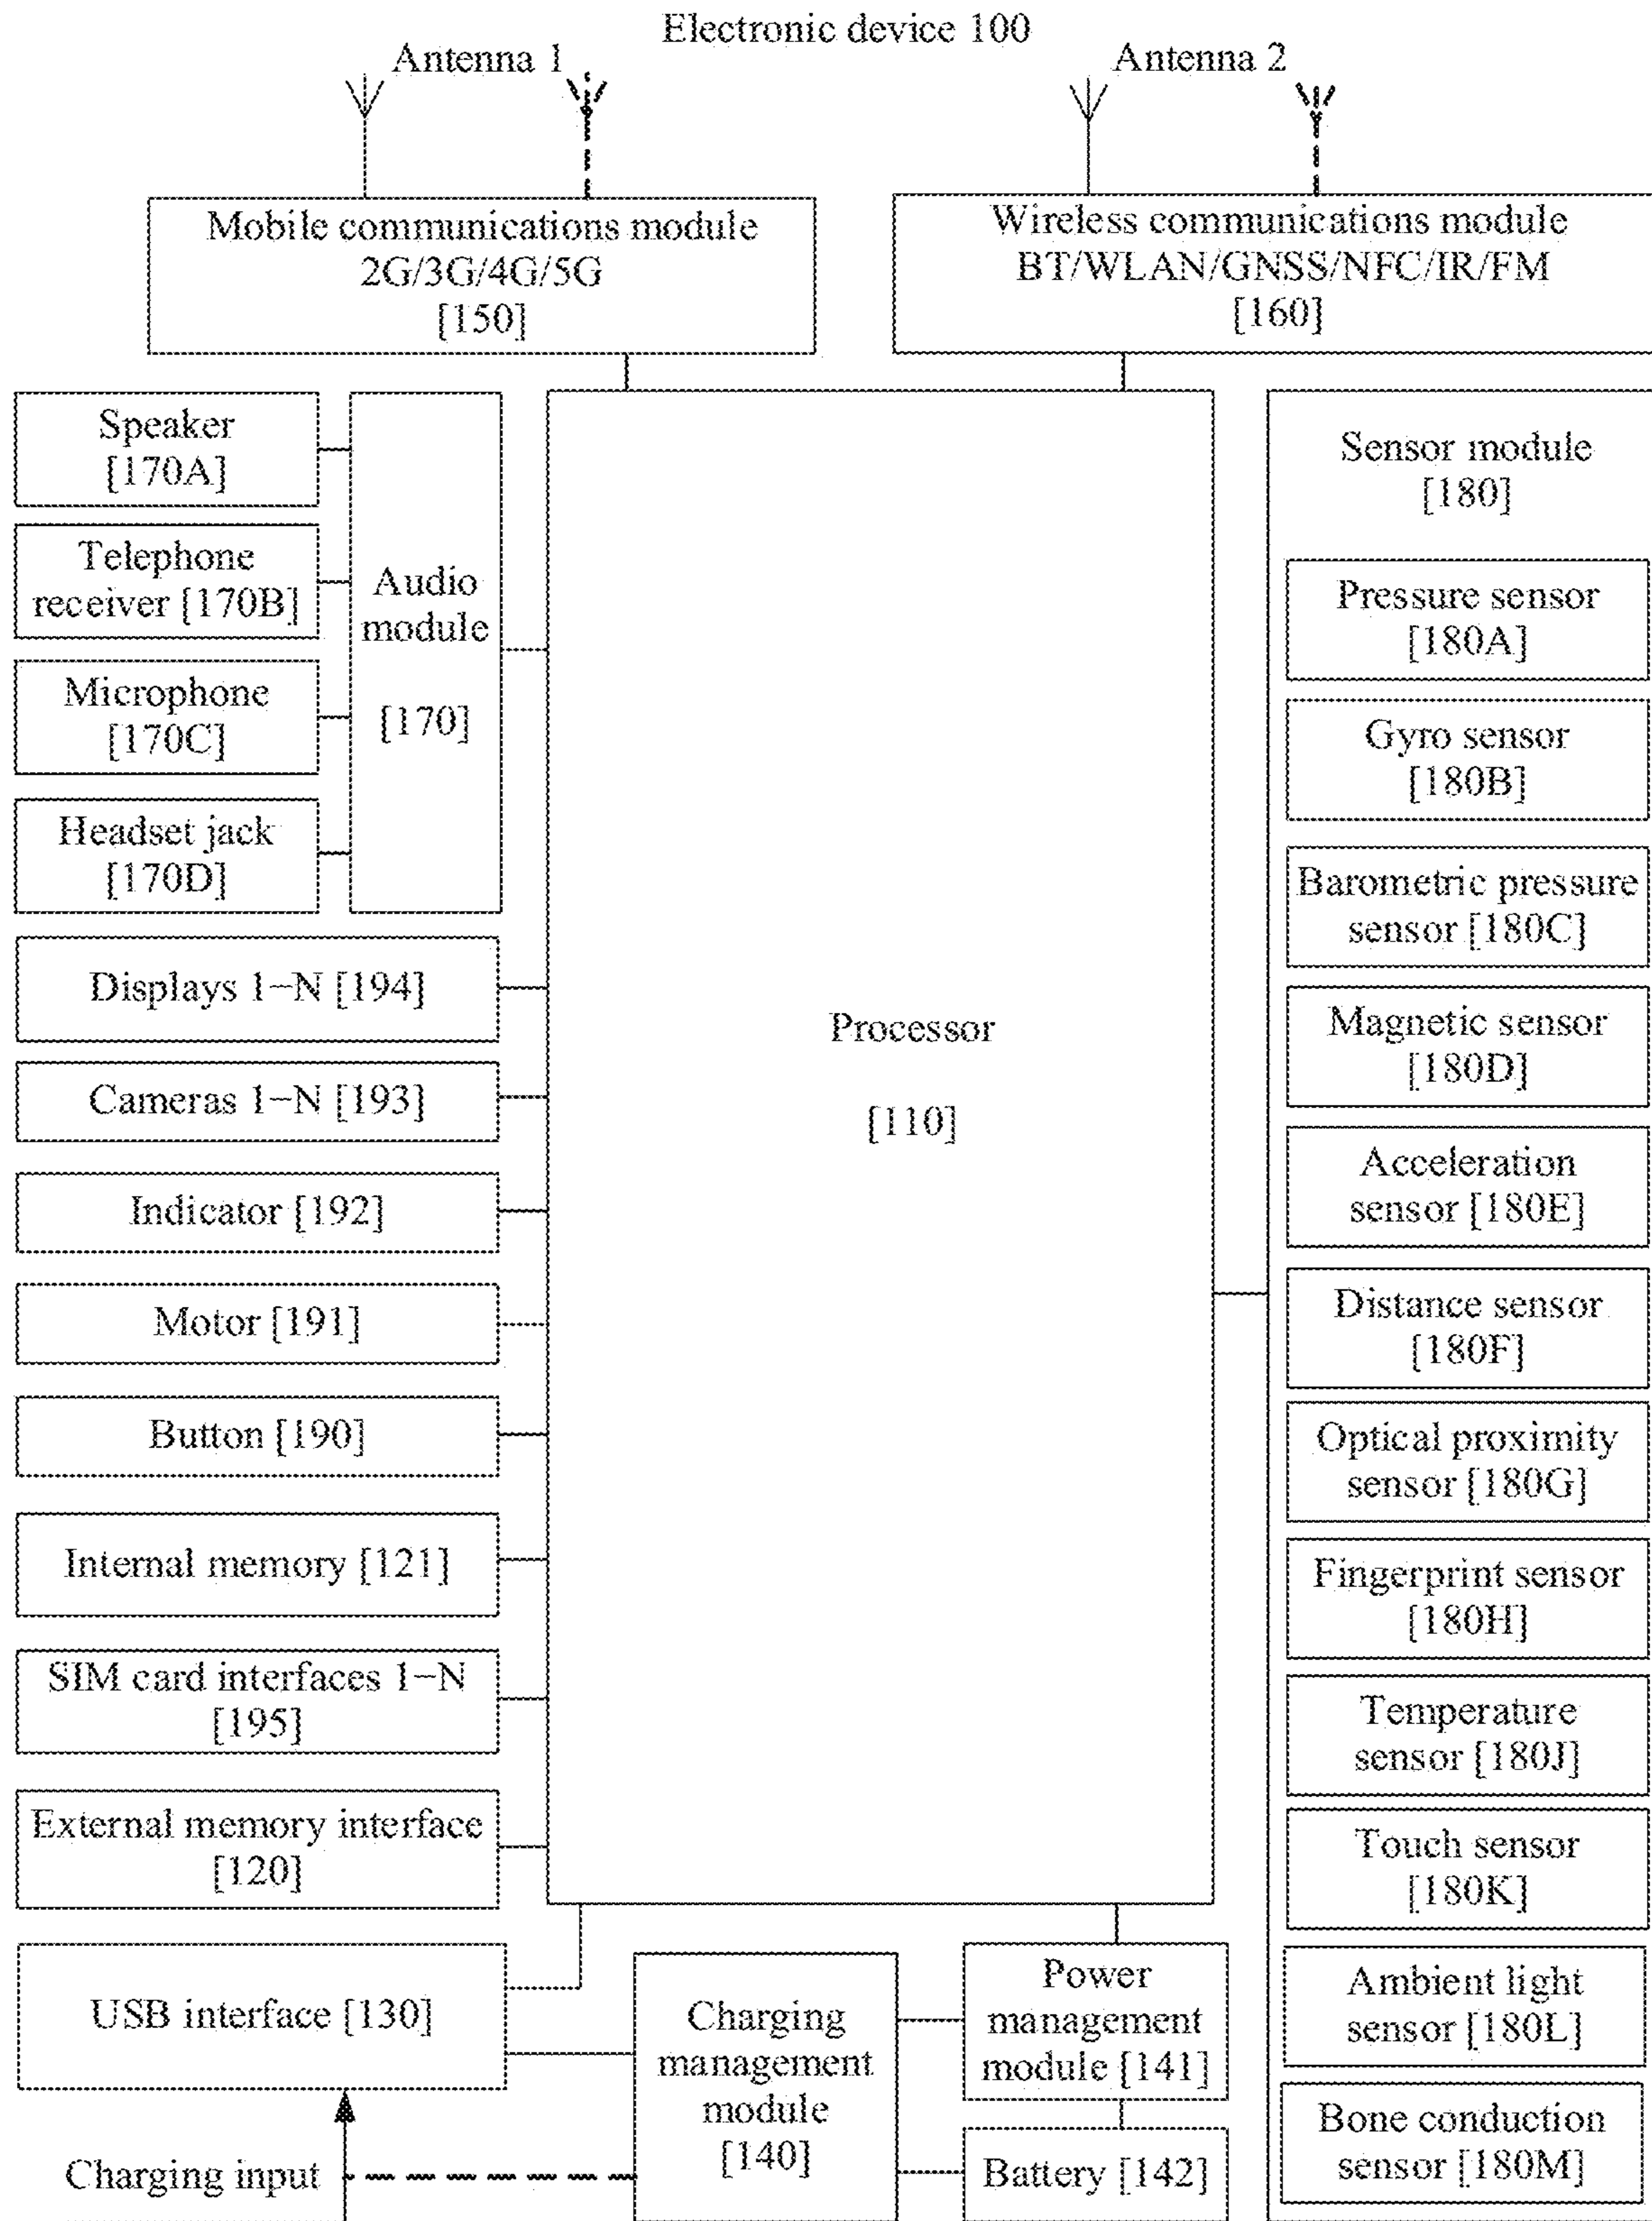 Electronic device 100
Antenna 1
Antenna 2
Mobile communications module
2G/3G/4G/5G
[150]
Wireless communications module
BT/WLAN/GNSS/NFC/IR/FM
[160]
Speaker
[170A]
Telephone
receiver [170B]
Microphone
[170C]
Headset jack
[170D]
Audio
module
[170]
Displays 1−N [194]
Cameras 1−N [193]
Indicator [192]
Motor [191]
Button [190]
Internal memory [121]
SIM card interfaces 1−N
[195]
External memory interface
[120]
USB interface [130]
Charging input
Processor
[110]
Charging
management
module
[140]
Power
management
module [141]
Battery [142]
Sensor module
[180]
Pressure sensor
[180A]
Gyro sensor
[180B]
Barometric pressure
sensor [180C]
Magnetic sensor
[180D]
Acceleration
sensor [180E]
Distance sensor
[180F]
Optical proximity
sensor [180G]
Fingerprint sensor
[180H]
Temperature
sensor [180J]
Touch sensor
[180K]
Ambient light
sensor [180L]
Bone conduction
sensor [180M]